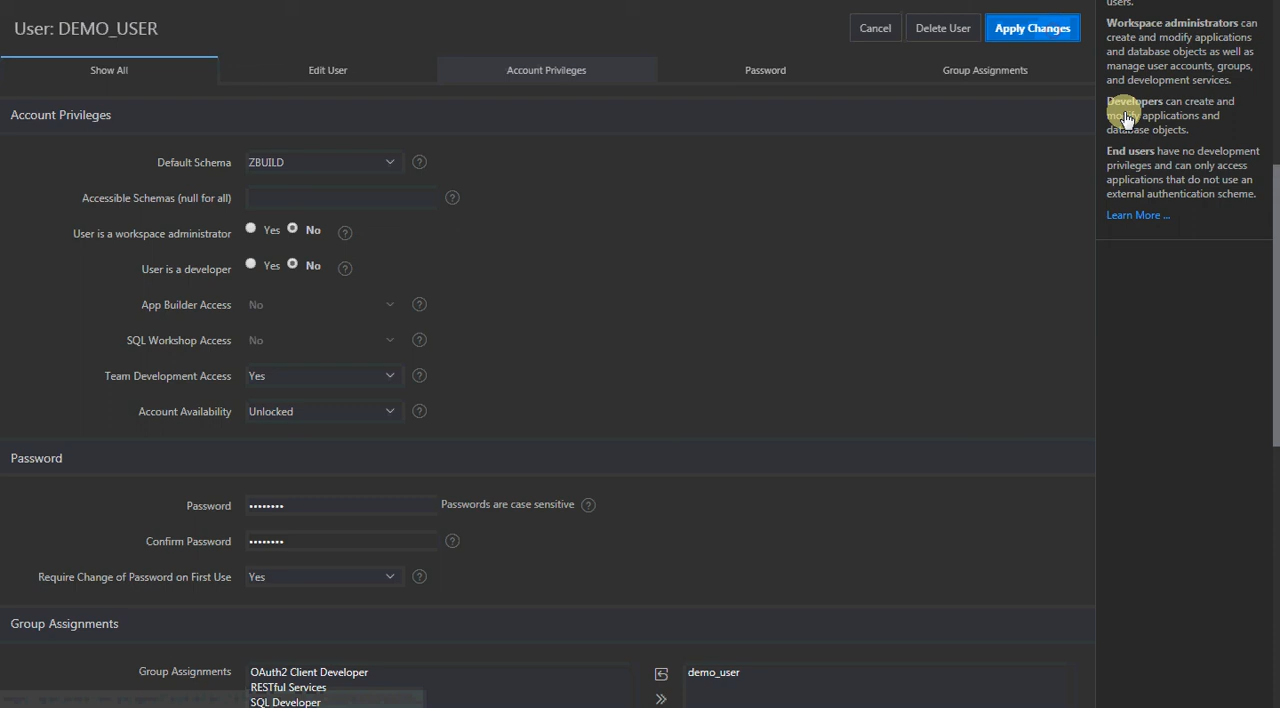 User: DEMO_USER
Cancel
Delete User
Apply Changes
Show All
Edit User
Account Privileges
Password
Group Assignments
Account Privileges
Default Schema
ZBUILD
Accessible Schemas (null for all)
User is a workspace administrator
Yes
No
User is a developer
Yes
No
App Builder Access
No
SQL Workshop Access
No
Team Development Access
Yes
Account Availability
Unlocked
Password
Password
••••••••
Passwords are case sensitive
Confirm Password
••••••••
Require Change of Password on First Use
Yes
Group Assignments
Group Assignments
OAuth2 Client Developer
RESTful Services
SQL Developer
demo_user
users.
Workspace administrators can
create and modify applications
and database objects as well as
manage user accounts, groups,
and development services.
Developers can create and
modify applications and
database objects.
End users have no development
privileges and can only access
applications that do not use an
external authentication scheme.
Learn More ...